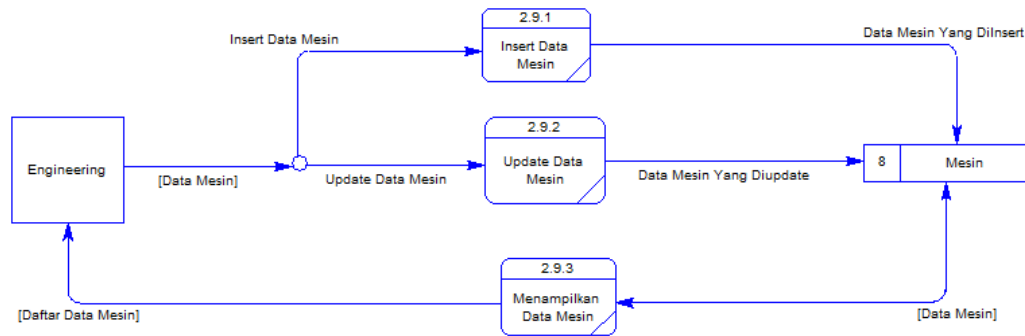 2.9.1
Insert Data Mesin
Data Mesin Yang DiInsert
Insert Data
Mesin
2.9.2
Engineering
Update Data
Mesin
8
Mesin
[Data Mesin]
Update Data Mesin
Data Mesin Yang Diupdate
2.9.3
Menampilkan
Data Mesin
[Daftar Data Mesin]
[Data Mesin]